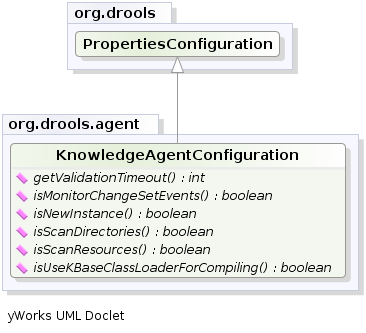 org.drools
PropertiesConfiguration
org.drools.agent
KnowledgeAgentConfiguration
getValidationTimeout() : int
isMonitorChangeSetEvents() : boolean
isNewInstance() : boolean
isScanDirectories() : boolean
isScanResources() : boolean
isUseKBaseClassLoaderForCompiling() : boolean
yWorks UML Doclet